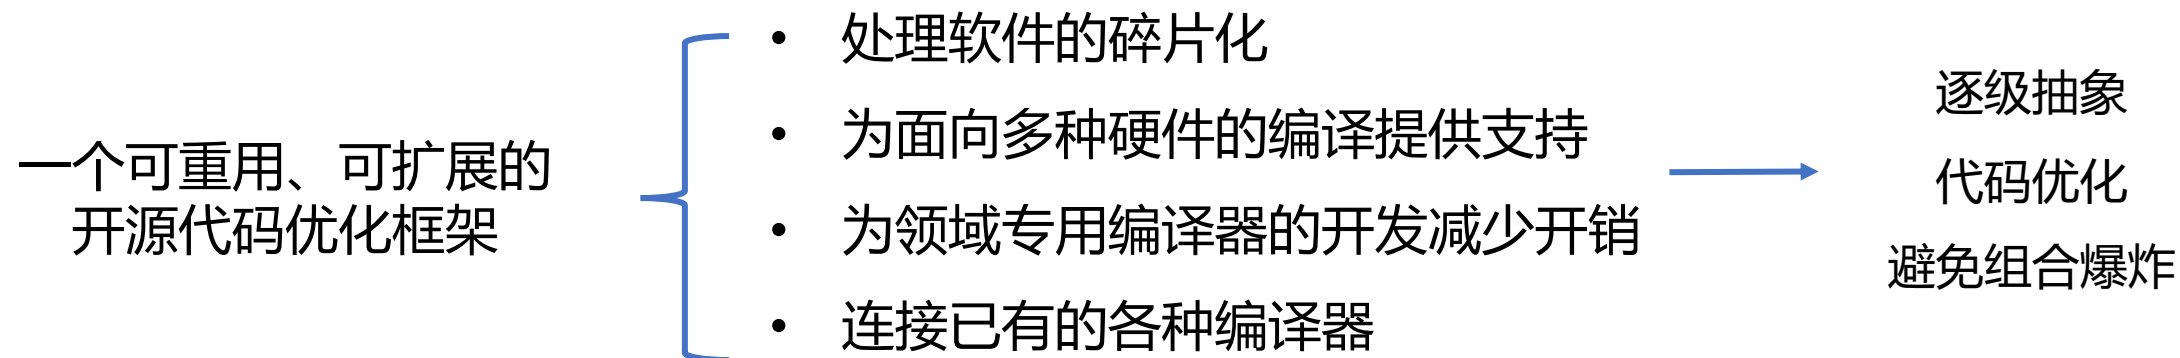 一个可重用、可扩展的
开源代码优化框架
• 处理软件的碎片化
• 为面向多种硬件的编译提供支持
• 为领域专用编译器的开发减少开销
• 连接已有的各种编译器
逐级抽象
代码优化
避免组合爆炸